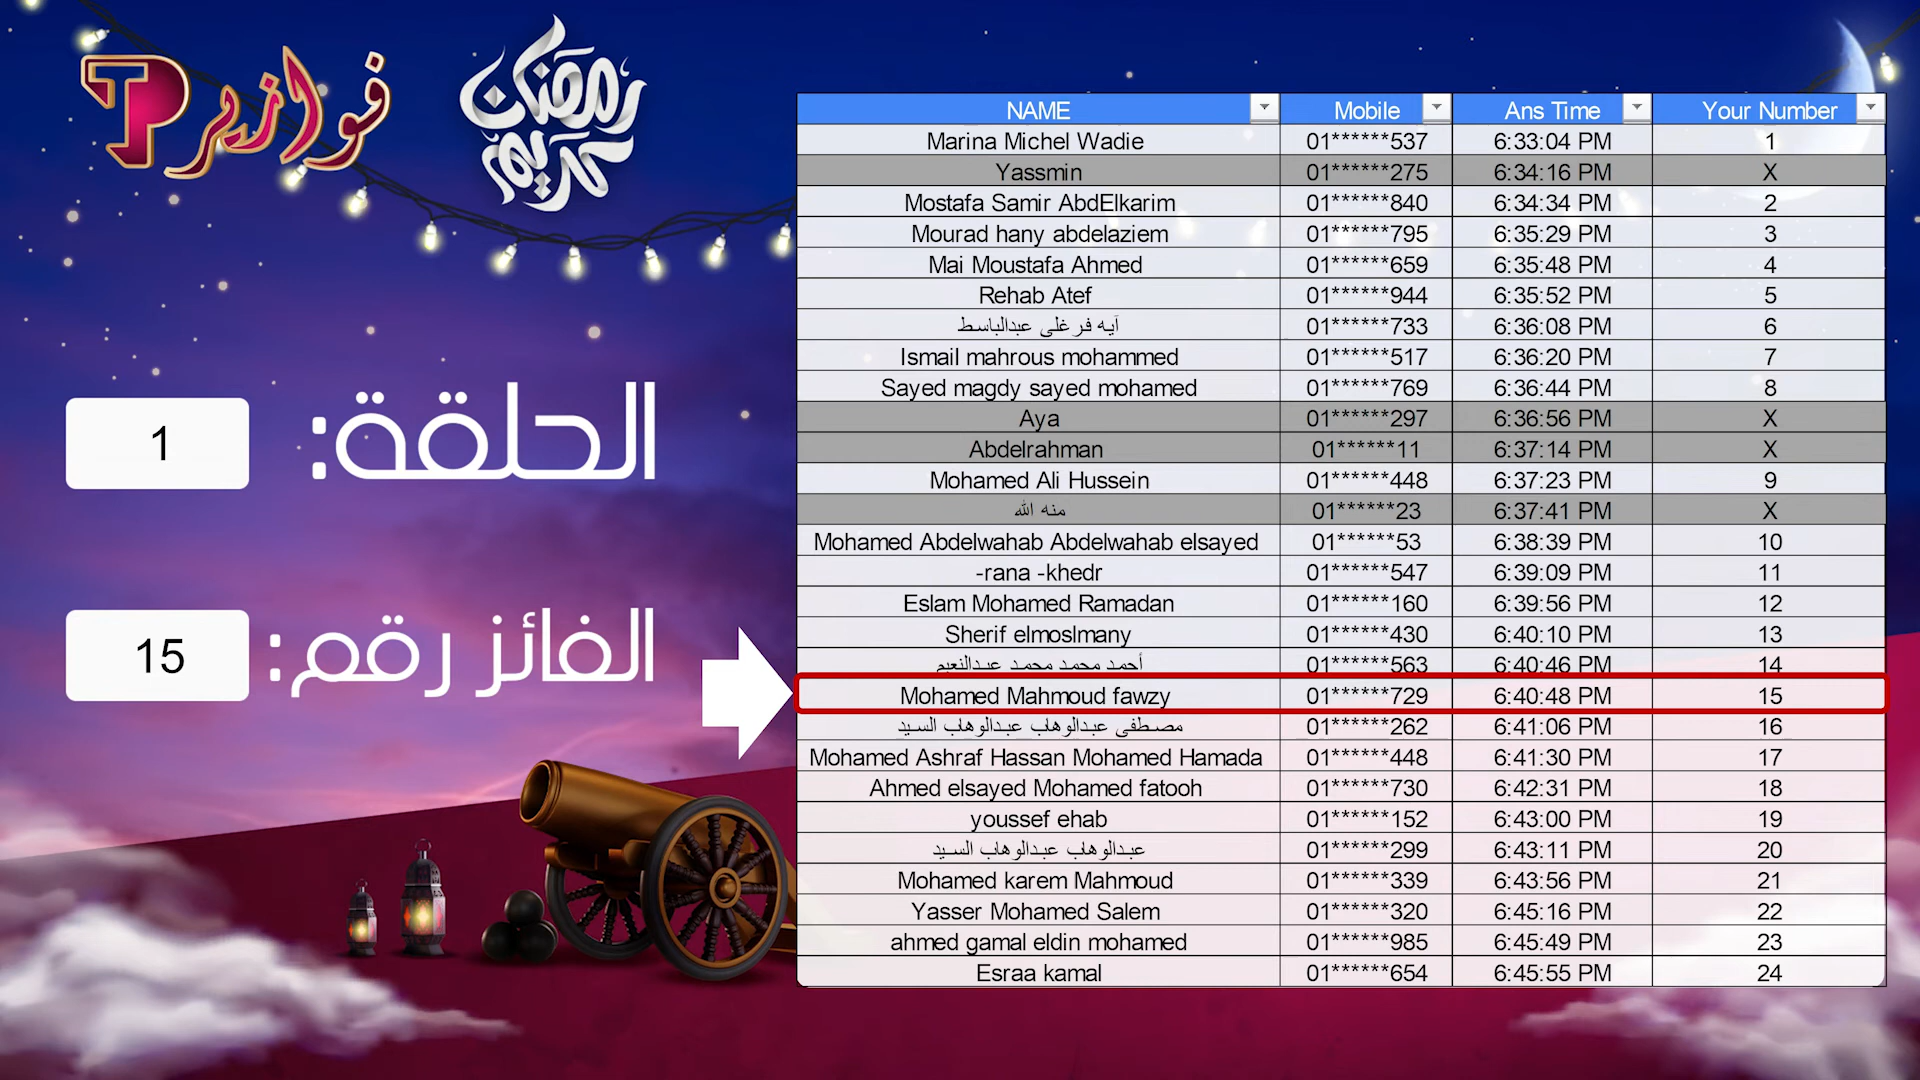 TP فوازير
رمضان كريم
الحلقة: 1
الفائز رقم: 15
NAME Mobile Ans Time Your Number
Marina Michel Wadie 01******537 6:33:04 PM 1
Yassmin 01******275 6:34:16 PM X
Mostafa Samir AbdElkarim 01******840 6:34:34 PM 2
Mourad hany abdelaziem 01******795 6:35:29 PM 3
Mai Moustafa Ahmed 01******659 6:35:48 PM 4
Rehab Atef 01******944 6:35:52 PM 5
آيه فرغلى عبدالباسط 01******733 6:36:08 PM 6
Ismail mahrous mohammed 01******517 6:36:20 PM 7
Sayed magdy sayed mohamed 01******769 6:36:44 PM 8
Aya 01******297 6:36:56 PM X
Abdelrahman 01******11 6:37:14 PM X
Mohamed Ali Hussein 01******448 6:37:23 PM 9
منه الله 01******23 6:37:41 PM X
Mohamed Abdelwahab Abdelwahab elsayed 01******53 6:38:39 PM 10
-rana -khedr 01******547 6:39:09 PM 11
Eslam Mohamed Ramadan 01******160 6:39:56 PM 12
Sherif elmoslmany 01******430 6:40:10 PM 13
أحمد محمد محمد عبدالنعيم 01******563 6:40:46 PM 14
Mohamed Mahmoud fawzy 01******729 6:40:48 PM 15
مصطفى عبدالوهاب عبدالوهاب السيد 01******262 6:41:06 PM 16
Mohamed Ashraf Hassan Mohamed Hamada 01******448 6:41:30 PM 17
Ahmed elsayed Mohamed fatooh 01******730 6:42:31 PM 18
youssef ehab 01******152 6:43:00 PM 19
عبدالوهاب عبدالوهاب السيد 01******299 6:43:11 PM 20
Mohamed karem Mahmoud 01******339 6:43:56 PM 21
Yasser Mohamed Salem 01******320 6:45:16 PM 22
ahmed gamal eldin mohamed 01******985 6:45:49 PM 23
Esraa kamal 01******654 6:45:55 PM 24